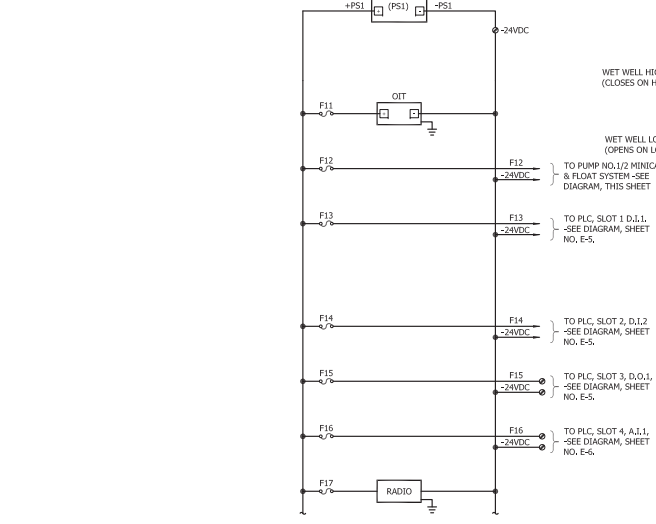 +PS1 (PS1) -PS1
+ -
-24VDC
WET WELL
(CLOSES ON
OIT
F11
+ -
WET WELL
(OPENS ON
F12 F12 TO PUMP NO.1/2
-24VDC & FLOAT SYSTEM -SEE
DIAGRAM, THIS SHEET
F13 F13 TO PLC, SLOT 1 D.I.1.
-24VDC -SEE DIAGRAM, SHEET
NO. E-5.
F14 F14 TO PLC, SLOT 2, D.I.2
-24VDC -SEE DIAGRAM, SHEET
NO. E-5.
F15 F15 TO PLC, SLOT 3, D.O.1,
-24VDC -SEE DIAGRAM, SHEET
NO. E-5.
F16 F16 TO PLC, SLOT 4, A.I.1,
-24VDC -SEE DIAGRAM, SHEET
NO. E-6.
F17
RADIO